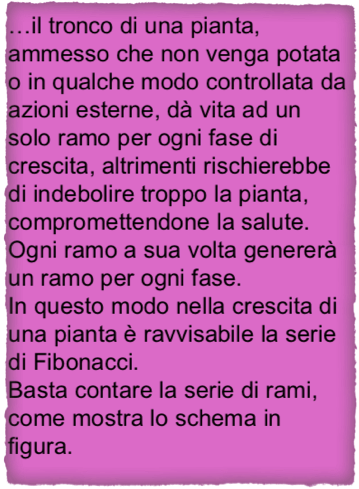 …il tronco di una pianta,
ammesso che non venga potata
o in qualche modo controllata da
azioni esterne, dà vita ad un
solo ramo per ogni fase di
crescita, altrimenti rischierebbe
di indebolire troppo la pianta,
compromettendone la salute.
Ogni ramo a sua volta genererà
un ramo per ogni fase.
In questo modo nella crescita di
una pianta è ravvisabile la serie
di Fibonacci.
Basta contare la serie di rami,
come mostra lo schema in
figura.